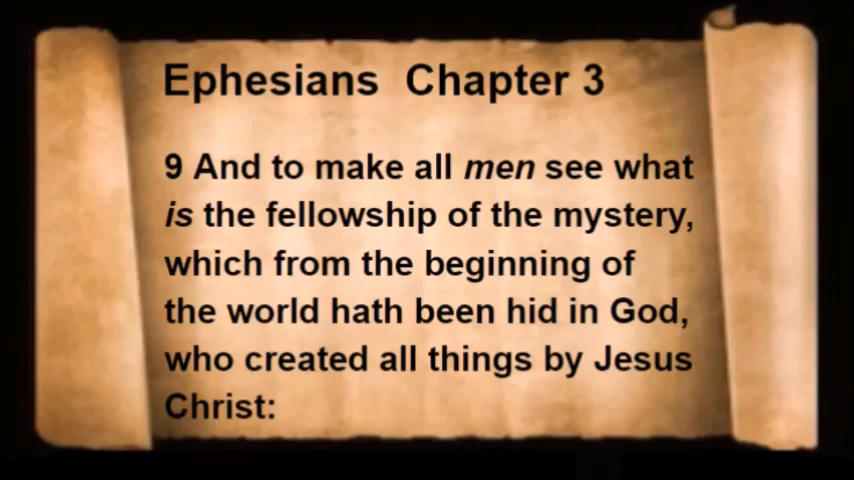 Ephesians Chapter 3
9 And to make all men see what
is the fellowship of the mystery,
which from the beginning of
the world hath been hid in God,
who created all things by Jesus
Christ: